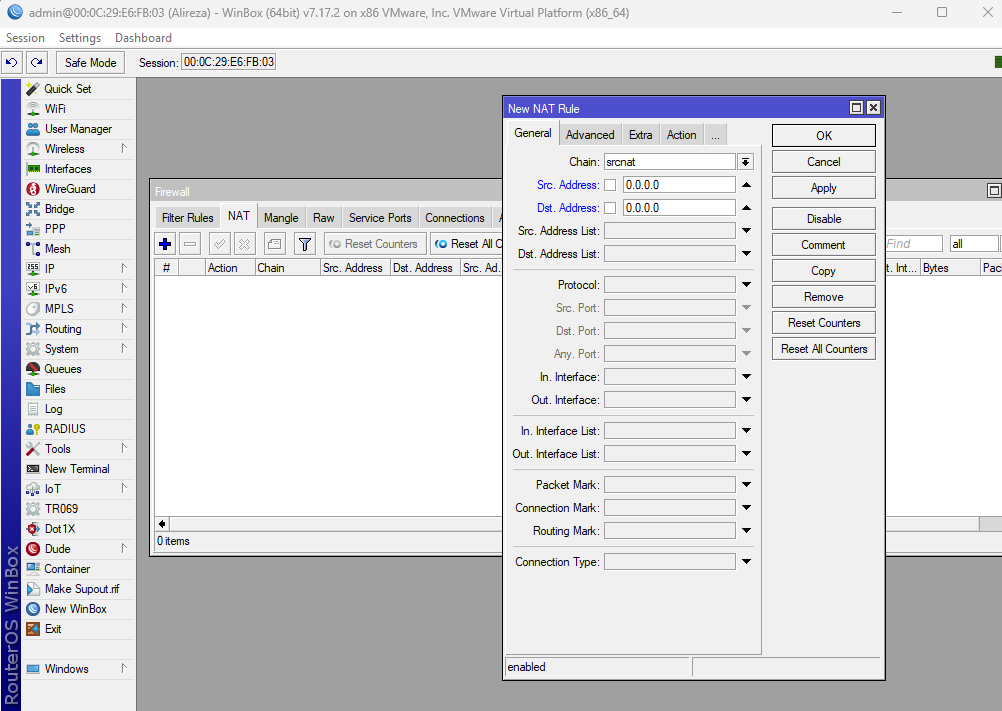 admin@00:0C:29:E6:FB:03 (Alireza) - WinBox (64bit) v7.17.2 on x86 VMware, Inc. VMware Virtual Platform (x86_64)
Session Settings Dashboard
Safe Mode Session: 00:0C:29:E6:FB:03
Quick Set
WiFi
User Manager
Wireless
Interfaces
WireGuard
Bridge
PPP
Mesh
IP
IPv6
MPLS
Routing
System
Queues
Files
Log
RADIUS
Tools
New Terminal
IoT
TR069
Dot1X
Dude
Container
Make Supout.rif
New WinBox
Exit
Windows
RouterOS WinBox
Firewall
Filter Rules NAT Mangle Raw Service Ports Connections
Reset Counters Reset All C
Find all
# Action Chain Src. Address Dst. Address Src. Ad. t. Int... Bytes Pac
0 items
New NAT Rule
General Advanced Extra Action ...
Chain: srcnat
Src. Address: 0.0.0.0
Dst. Address: 0.0.0.0
Src. Address List:
Dst. Address List:
Protocol:
Src. Port:
Dst. Port:
Any. Port:
In. Interface:
Out. Interface:
In. Interface List:
Out. Interface List:
Packet Mark:
Connection Mark:
Routing Mark:
Connection Type:
enabled
OK
Cancel
Apply
Disable
Comment
Copy
Remove
Reset Counters
Reset All Counters